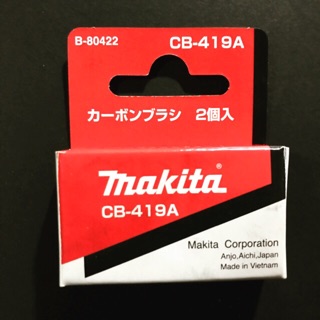 B-80422 CB-419A
カーボンブラシ 2個入
makita
CB-419A
Makita Corporation
Anjo,Aichi,Japan
Made in Vietnam